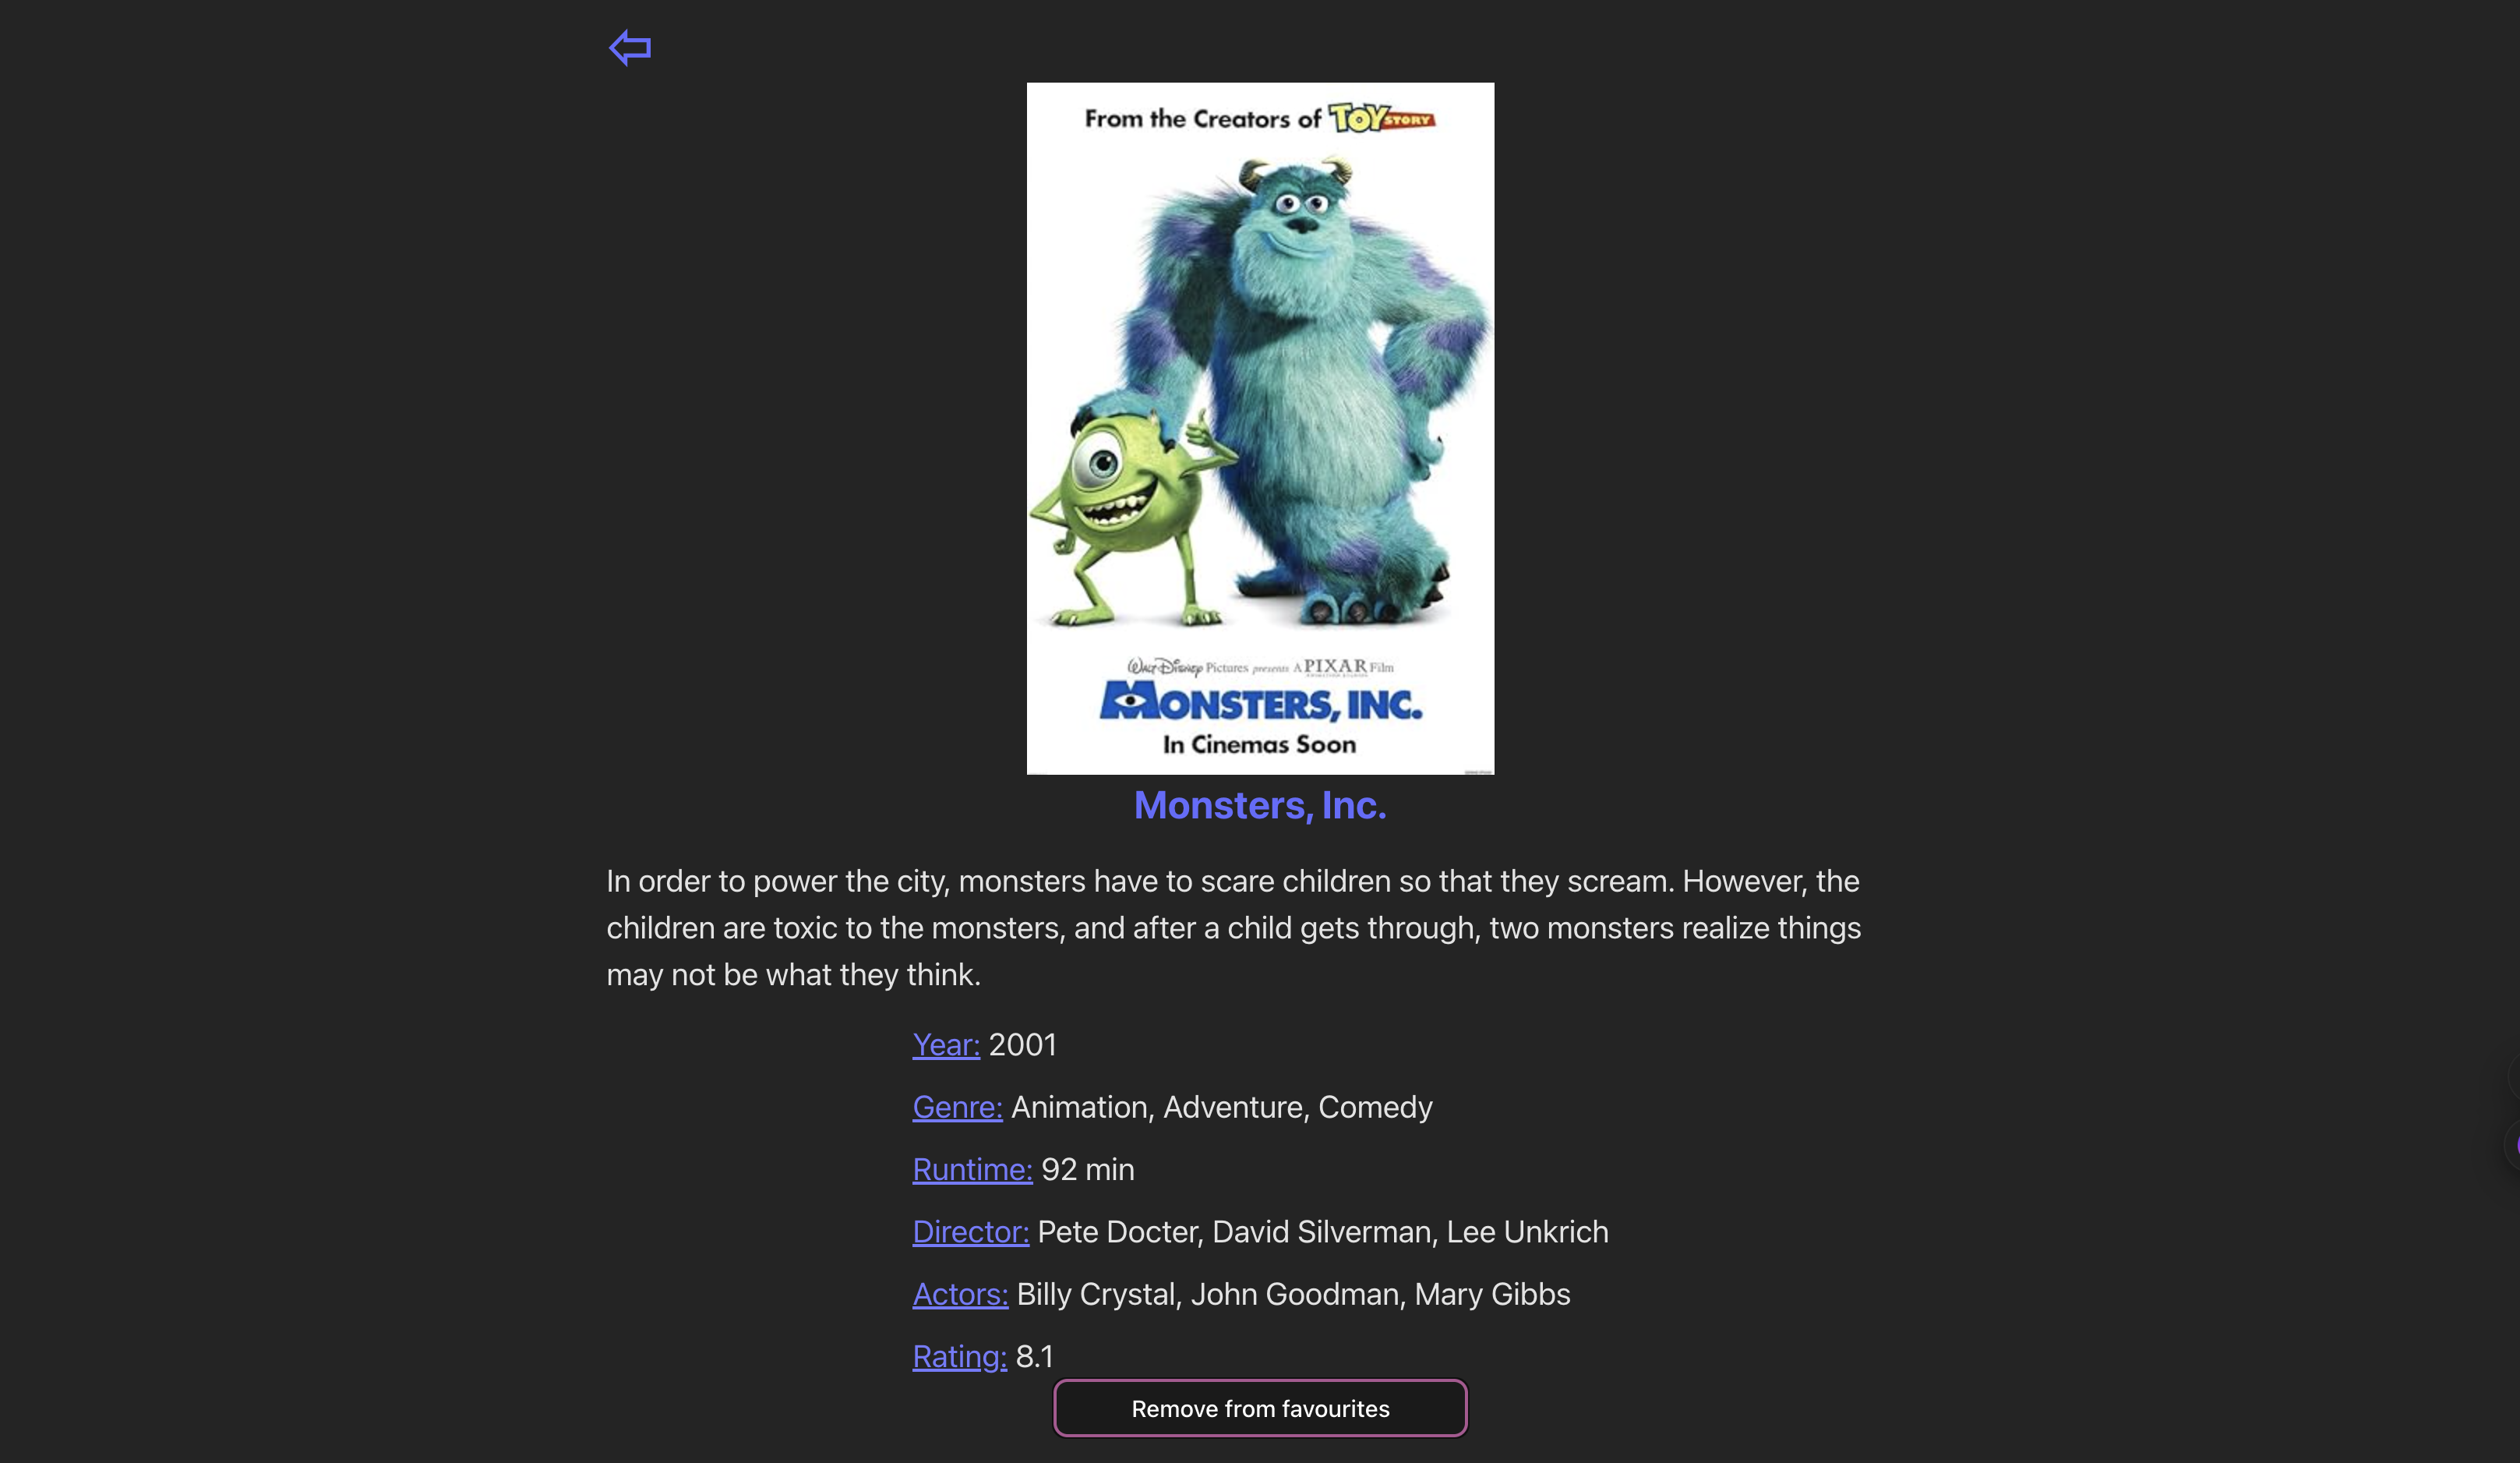 From the Creators of TOY STORY
WALT DISNEY Pictures presents A PIXAR Film
ANIMATION STUDIOS
MONSTERS, INC.
In Cinemas Soon
Monsters, Inc.
In order to power the city, monsters have to scare children so that they scream. However, the
children are toxic to the monsters, and after a child gets through, two monsters realize things
may not be what they think.
Year: 2001
Genre: Animation, Adventure, Comedy
Runtime: 92 min
Director: Pete Docter, David Silverman, Lee Unkrich
Actors: Billy Crystal, John Goodman, Mary Gibbs
Rating: 8.1
Remove from favourites